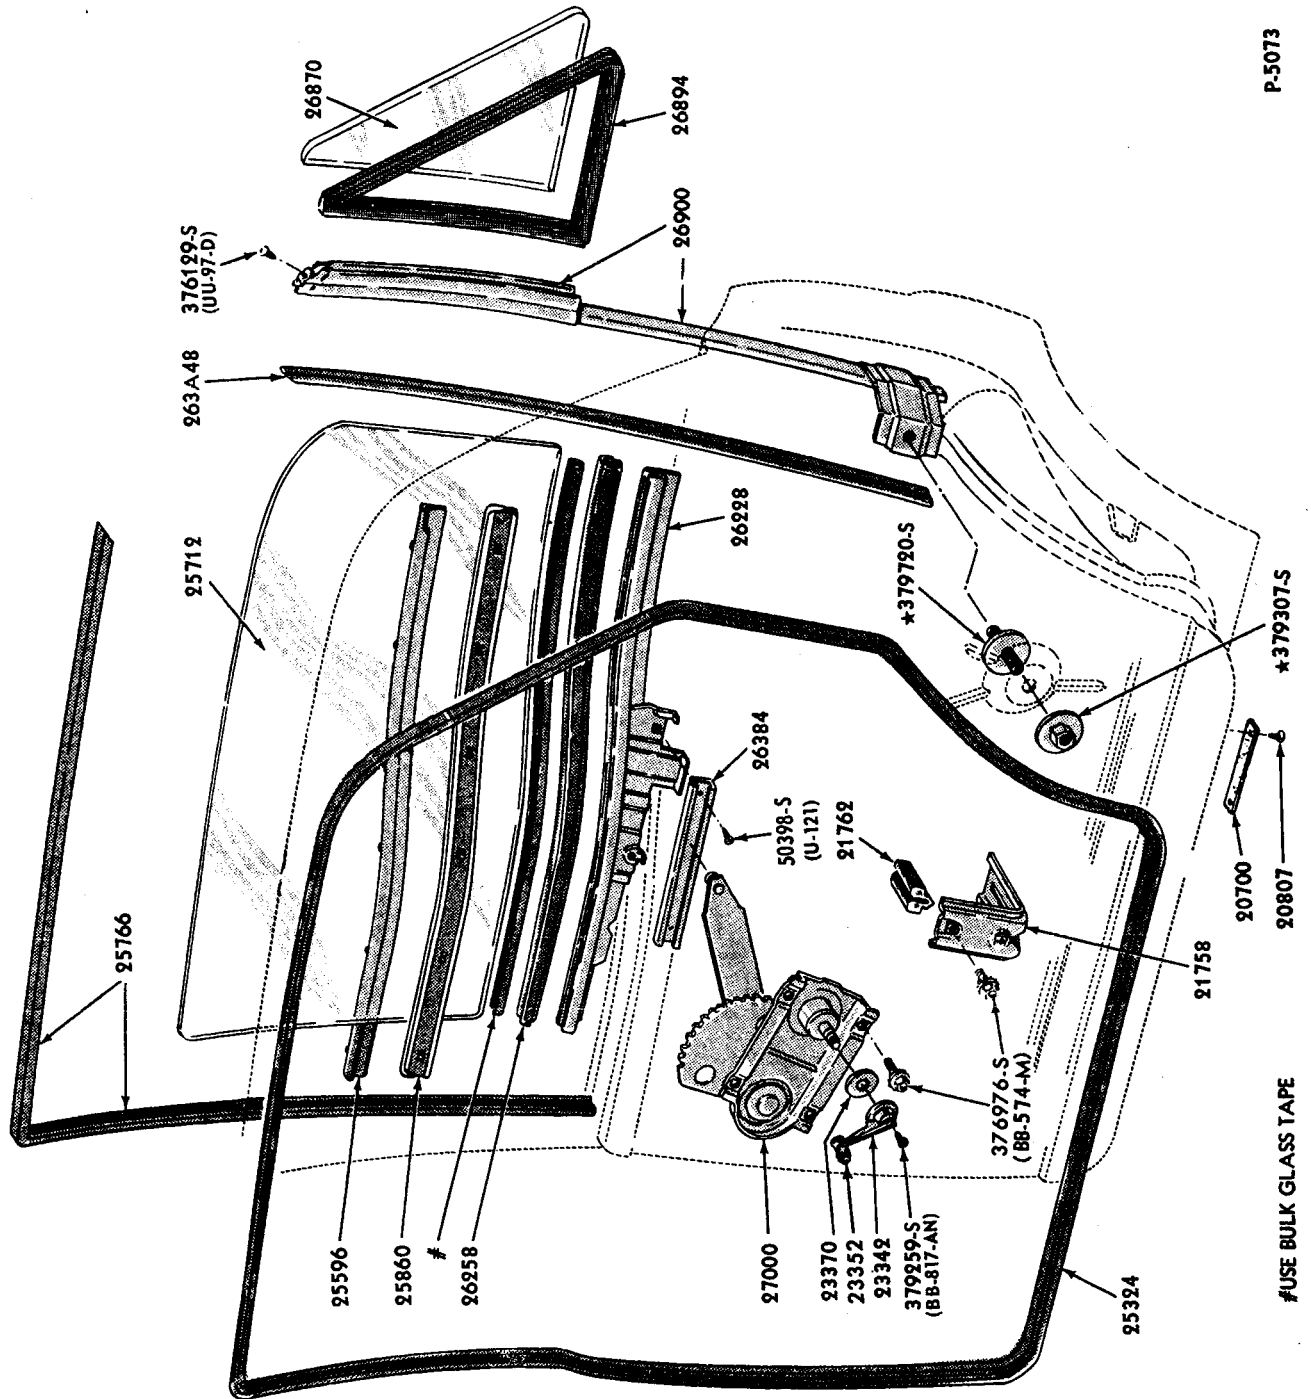 25766
25712
263A48
376129-S
(UU-97-D)
26870
26894
26900
26228
★379720-S
★379307-S
26384
50398-S
(U-121)
21762
20700
20807
21758
376976-S
(BB-574-M)
25596
25860
#
26258
27000
23370
23352
23342
379259-S
(BB-817-AN)
25324
#USE BULK GLASS TAPE
P-5073